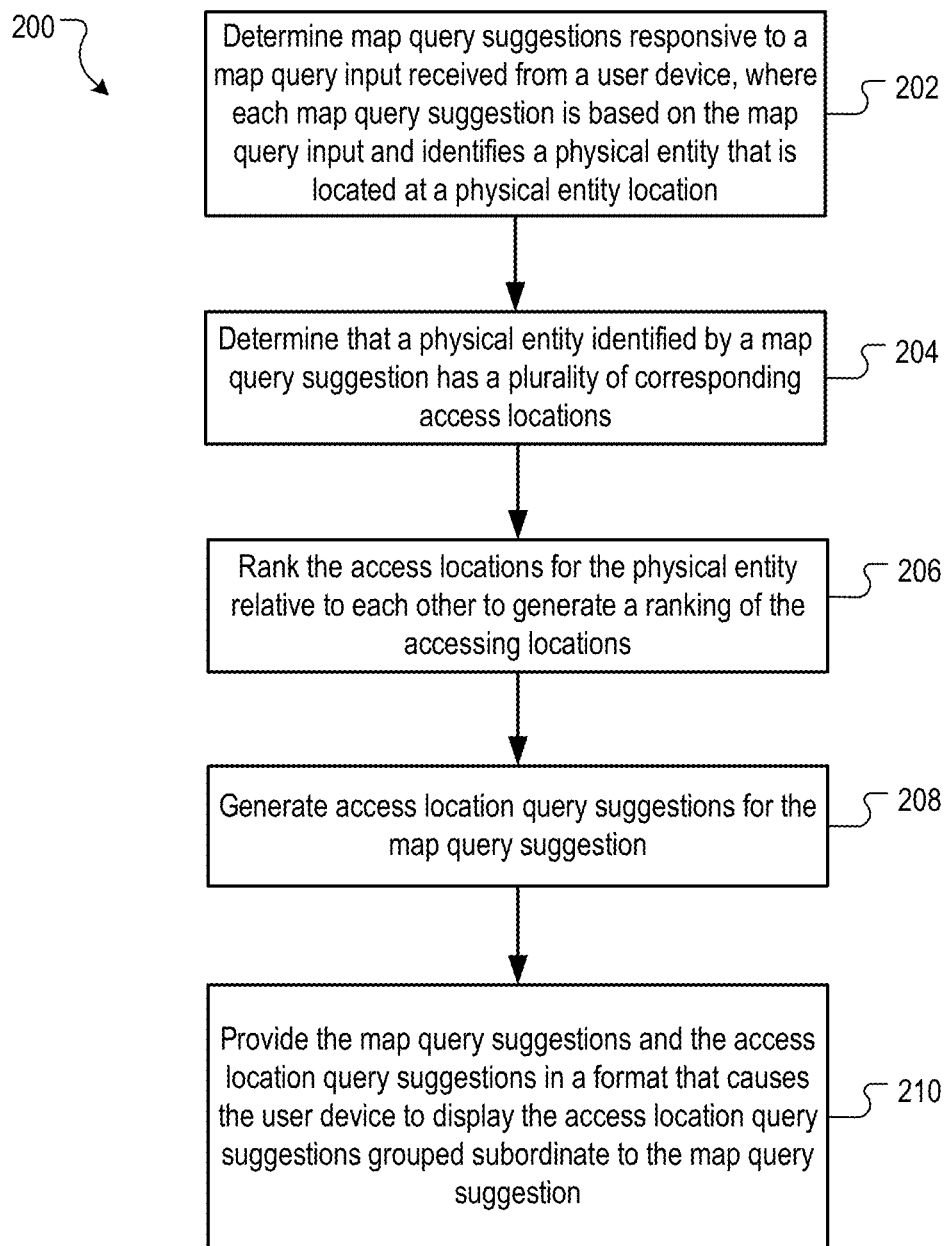 200
Determine map query suggestions responsive to a
map query input received from a user device, where
each map query suggestion is based on the map
query input and identifies a physical entity that is
located at a physical entity location
202
Determine that a physical entity identified by a map
query suggestion has a plurality of corresponding
access locations
204
Rank the access locations for the physical entity
relative to each other to generate a ranking of the
accessing locations
206
Generate access location query suggestions for the
map query suggestion
208
Provide the map query suggestions and the access
location query suggestions in a format that causes
the user device to display the access location query
suggestions grouped subordinate to the map query
suggestion
210